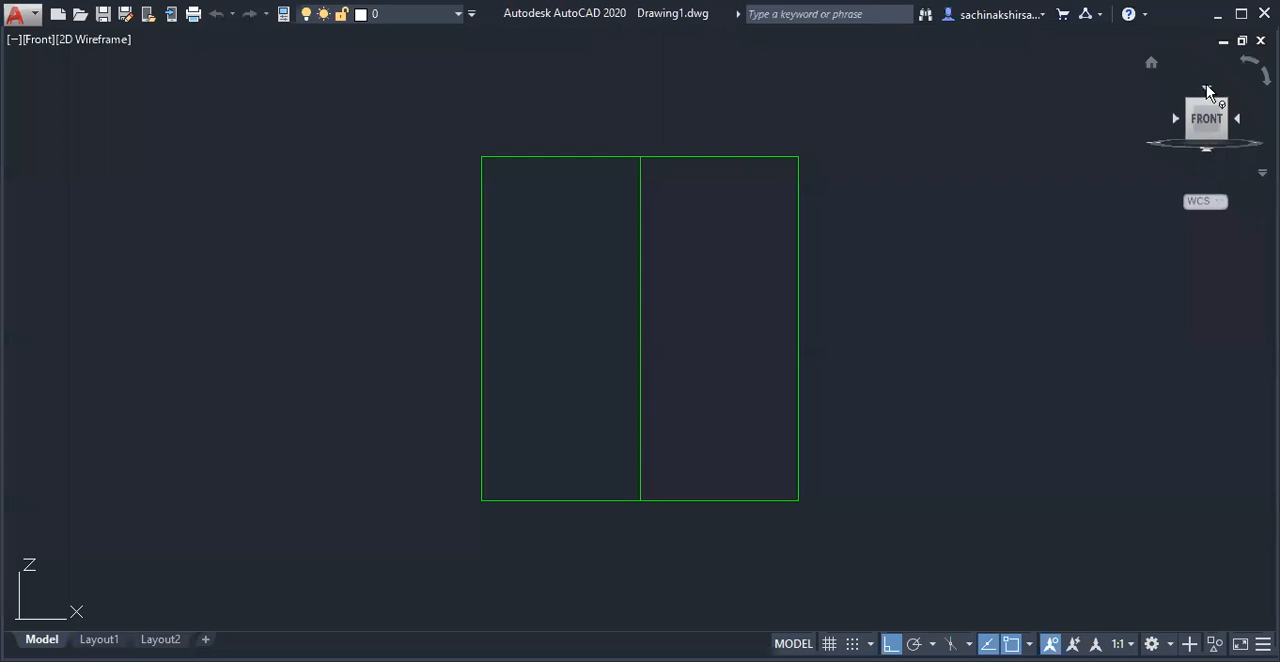 0
Autodesk AutoCAD 2020 Drawing1.dwg
Type a keyword or phrase
sachinakshirsa...
[−][Front][2D Wireframe]
FRONT
WCS
Z
X
Model Layout1 Layout2 +
MODEL
1:1